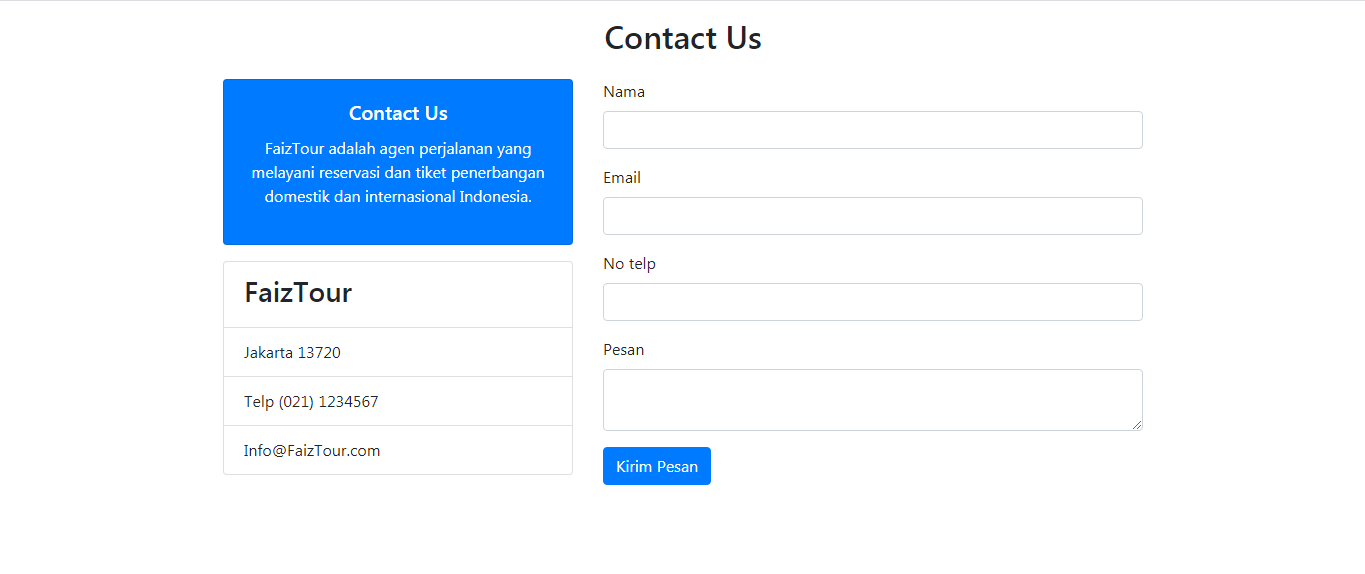 Contact Us
Contact Us
FaizTour adalah agen perjalanan yang
melayani reservasi dan tiket penerbangan
domestik dan internasional Indonesia.
FaizTour
Jakarta 13720
Telp (021) 1234567
Info@FaizTour.com
Nama
Email
No telp
Pesan
Kirim Pesan